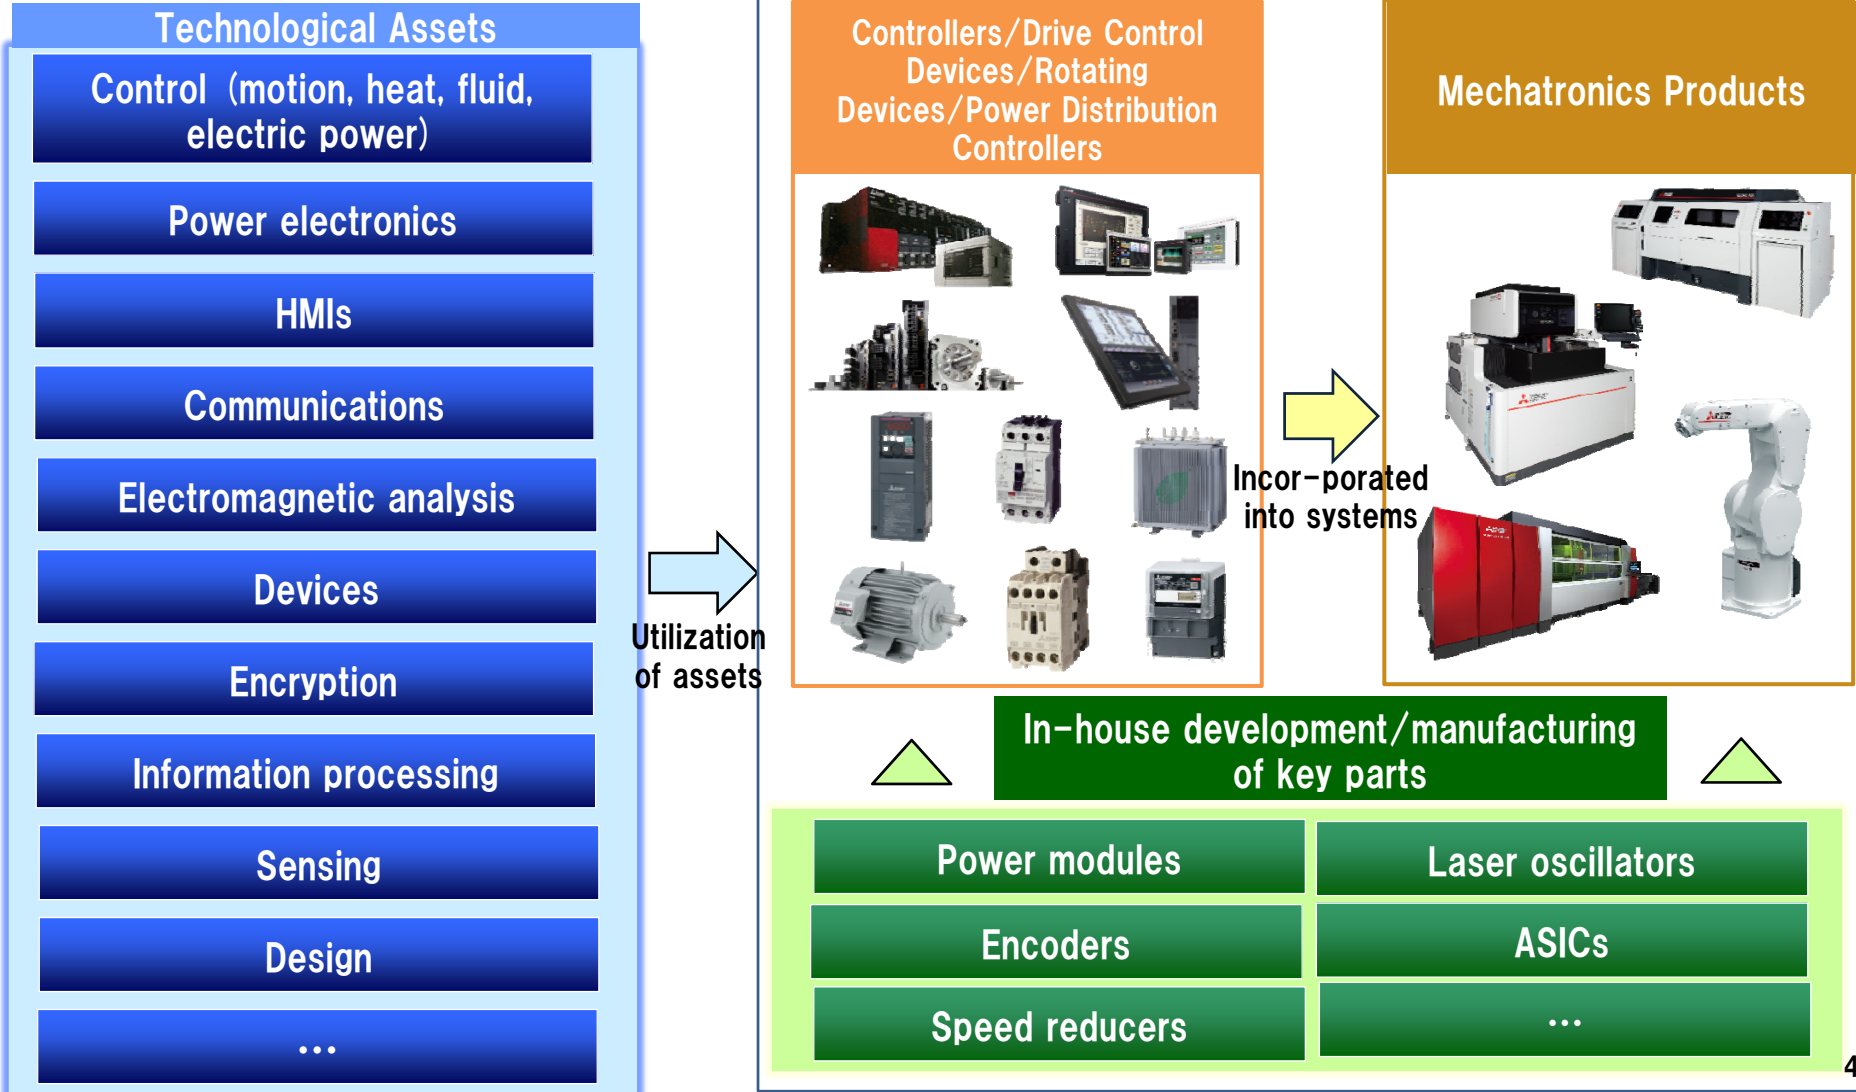 Technological Assets
Control (motion, heat, fluid,
electric power)
Power electronics
HMIs
Communications
Electromagnetic analysis
Devices
Encryption
Information processing
Sensing
Design
…
Utilization
of assets
Controllers/Drive Control
Devices/Rotating
Devices/Power Distribution
Controllers
Incor-porated
into systems
Mechatronics Products
In-house development/manufacturing
of key parts
Power modules
Laser oscillators
Encoders
ASICs
Speed reducers
…
4